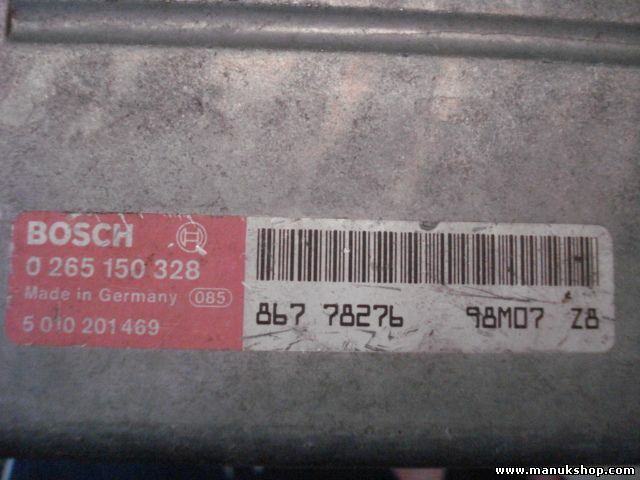 BOSCH
0 265 150 328
Made in Germany 085
5 010 201 469
867 78276 98M07 Z8
www.manukshop.com